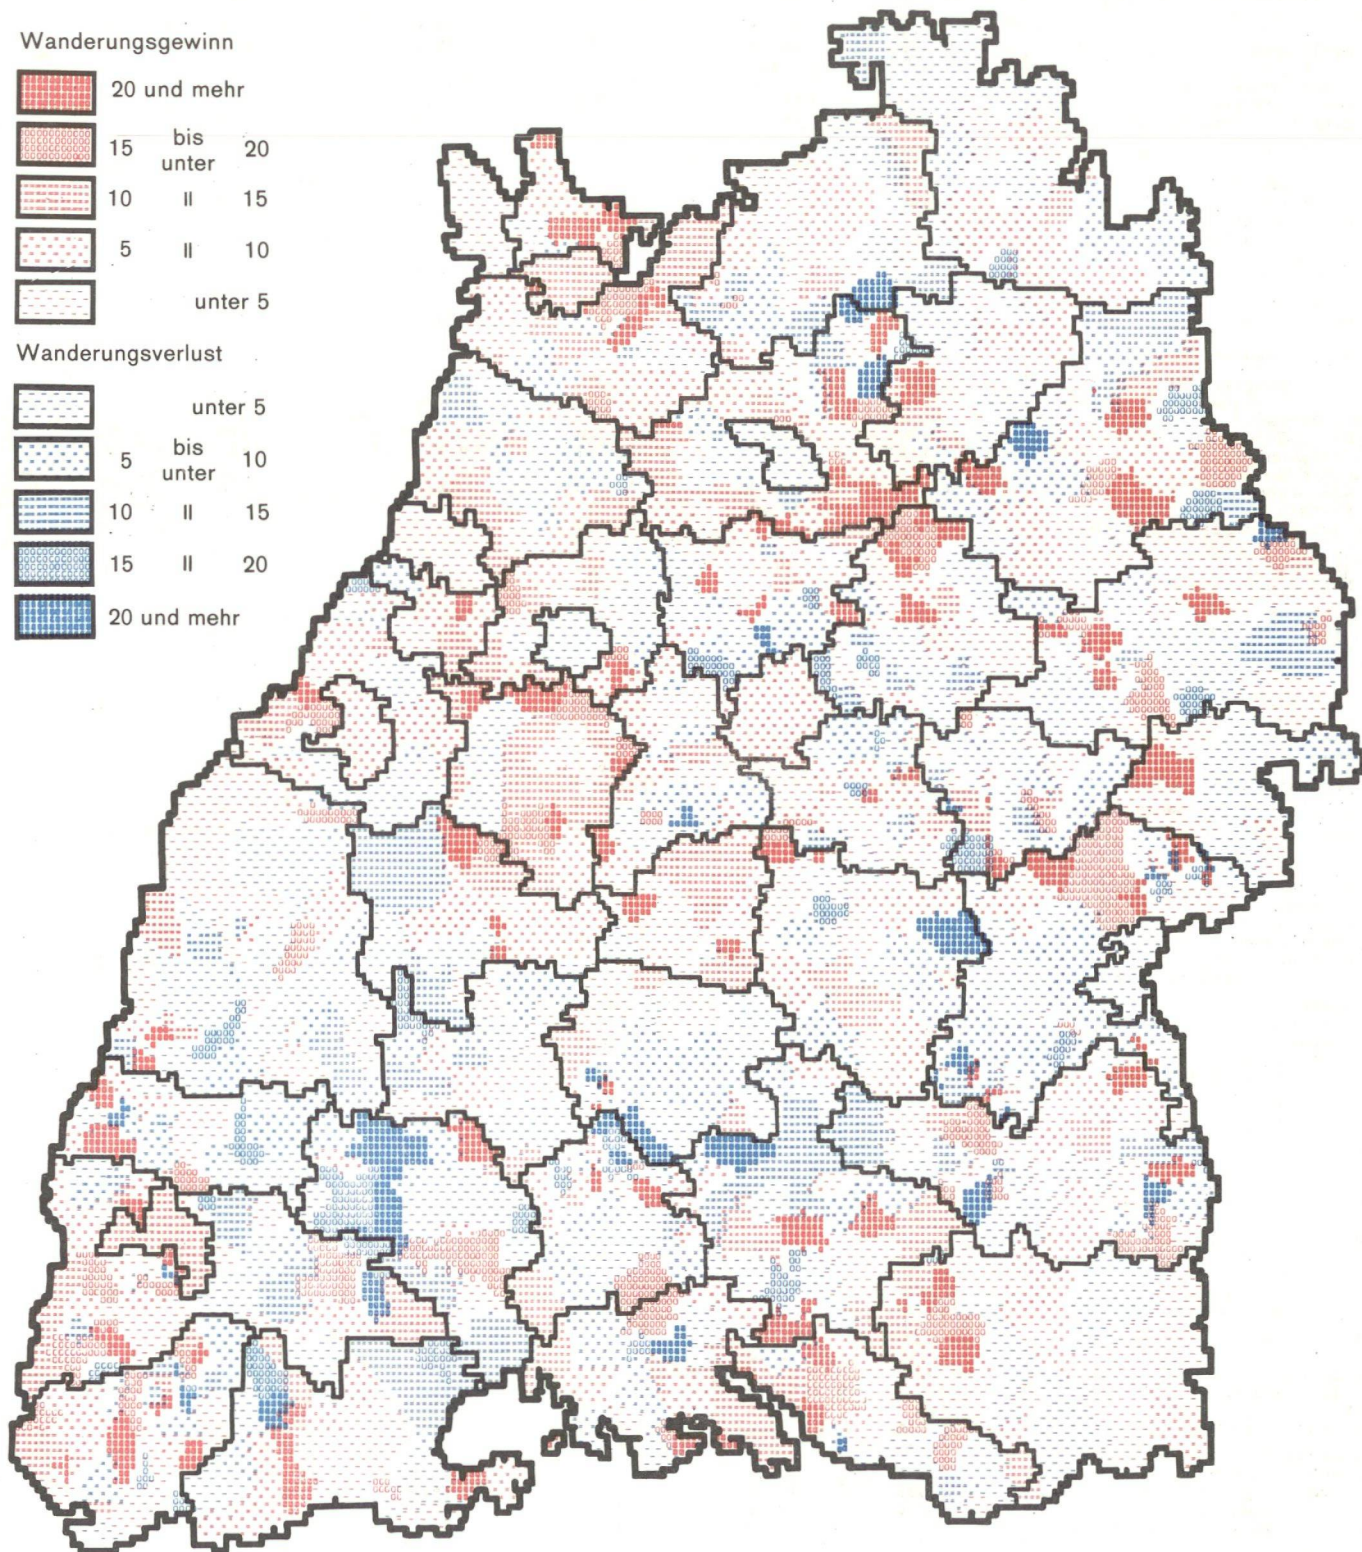 Wanderungsgewinn
20 und mehr
15 bis unter 20
10 " 15
5 " 10
unter 5
Wanderungsverlust
unter 5
5 bis unter 10
10 " 15
15 " 20
20 und mehr